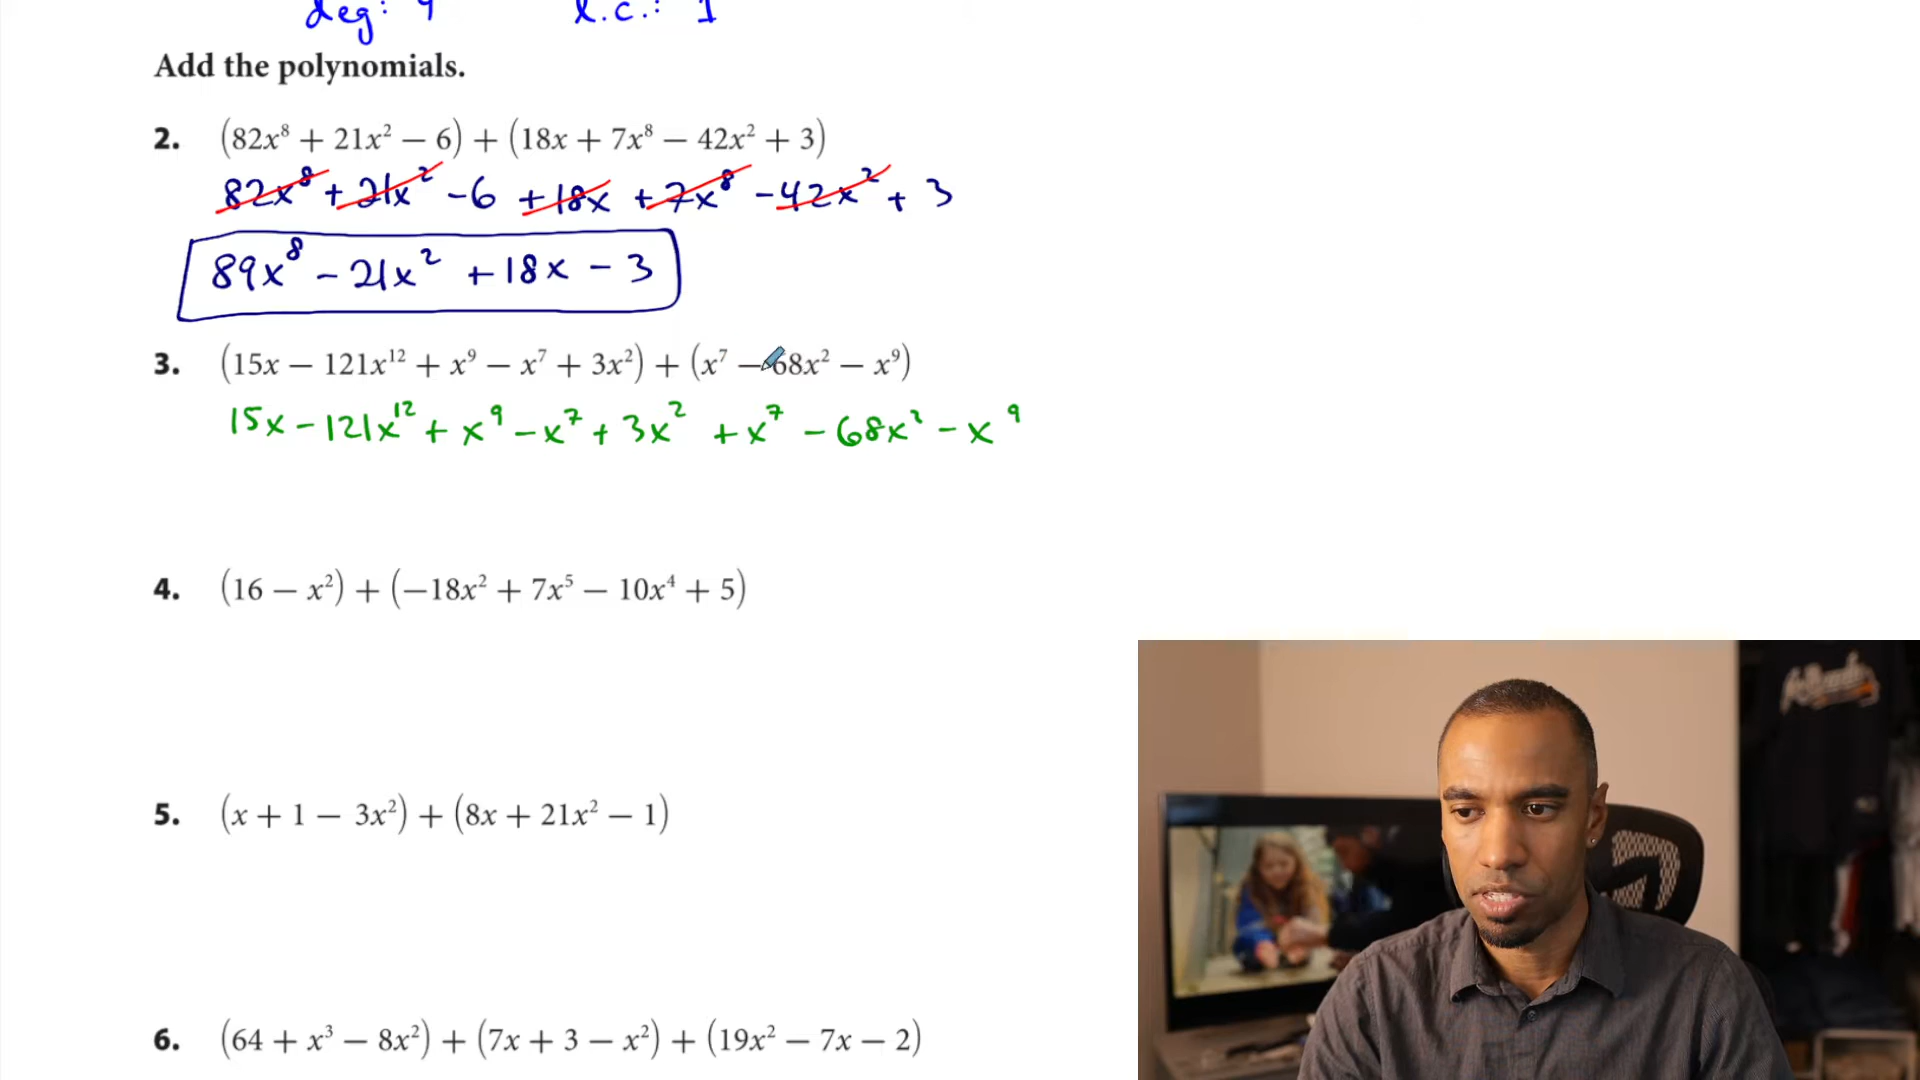 deg: 4 l.c.: 1
Add the polynomials.
2. (82x⁸ + 21x² − 6) + (18x + 7x⁸ − 42x² + 3)
82x⁸ + 21x² - 6 + 18x + 7x⁸ - 42x² + 3
89x⁸ - 21x² + 18x - 3
3. (15x − 121x¹² + x⁹ − x⁷ + 3x²) + (x⁷ − 68x² − x⁹)
15x - 121x¹² + x⁹ - x⁷ + 3x² + x⁷ - 68x² - x⁹
4. (16 − x²) + (−18x² + 7x⁵ − 10x⁴ + 5)
5. (x + 1 − 3x²) + (8x + 21x² − 1)
6. (64 + x³ − 8x²) + (7x + 3 − x²) + (19x² − 7x − 2)